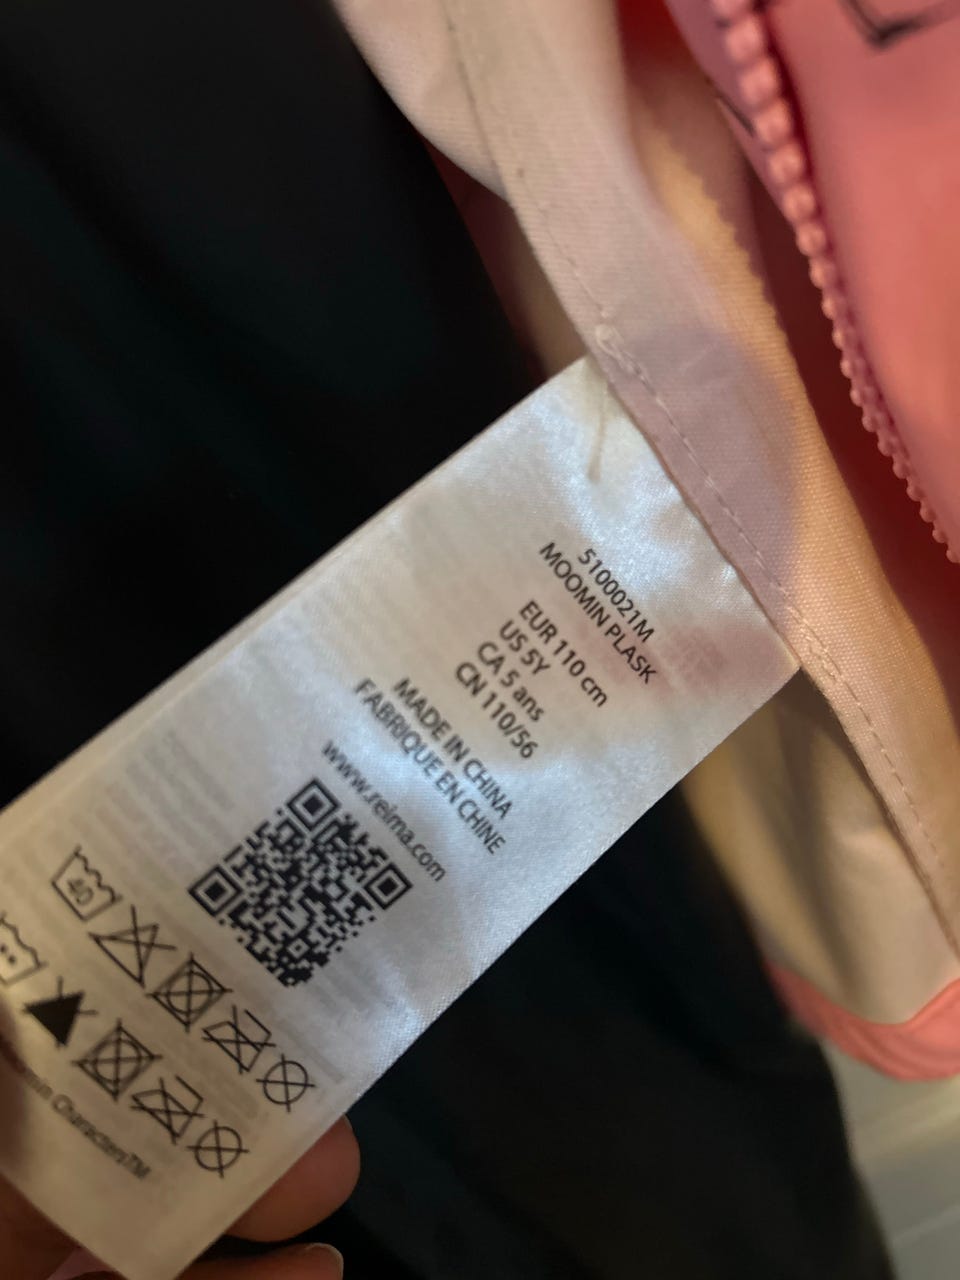 5100021M
MOOMIN PLASK
EUR 110 cm
US 5Y
CA 5 ans
CN 110/56
MADE IN CHINA
FABRIQUE EN CHINE
www.reima.com
40
Characters™